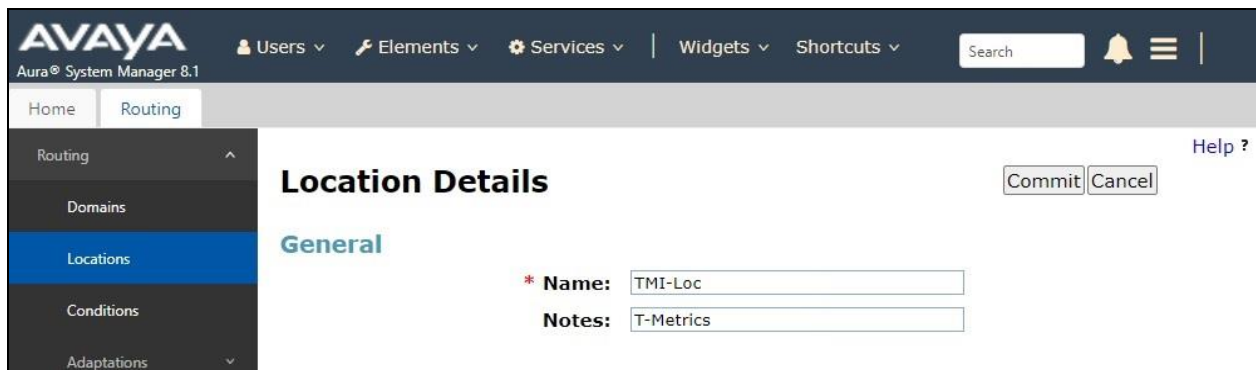 AVAYA
Aura® System Manager 8.1
Users Elements Services Widgets Shortcuts Search
Home Routing
Help ?
Routing
Location Details Commit Cancel
Domains
Locations
General
* Name: TMI-Loc
Conditions
Notes: T-Metrics
Adaptations